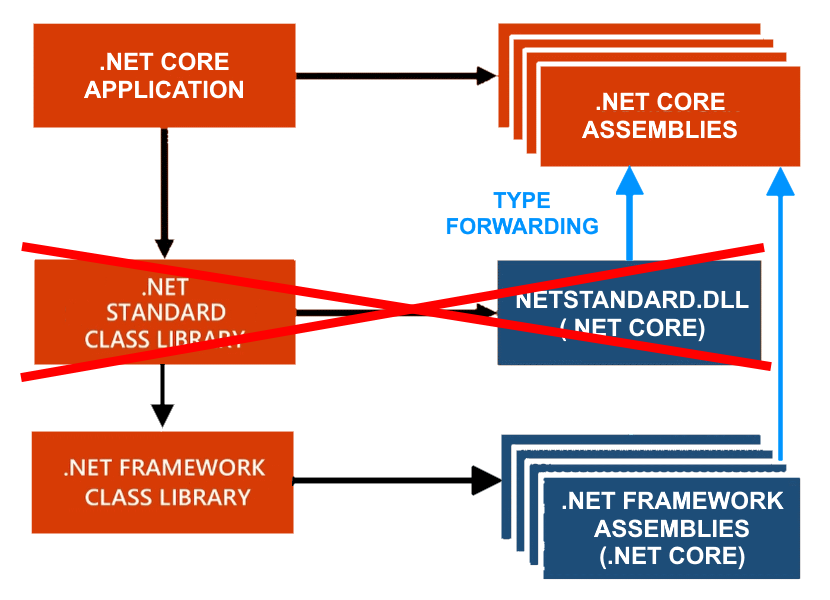 .NET CORE
APPLICATION
.NET CORE
ASSEMBLIES
TYPE
FORWARDING
.NET
STANDARD
CLASS LIBRARY
NETSTANDARD.DLL
(.NET CORE)
.NET FRAMEWORK
CLASS LIBRARY
.NET FRAMEWORK
ASSEMBLIES
(.NET CORE)